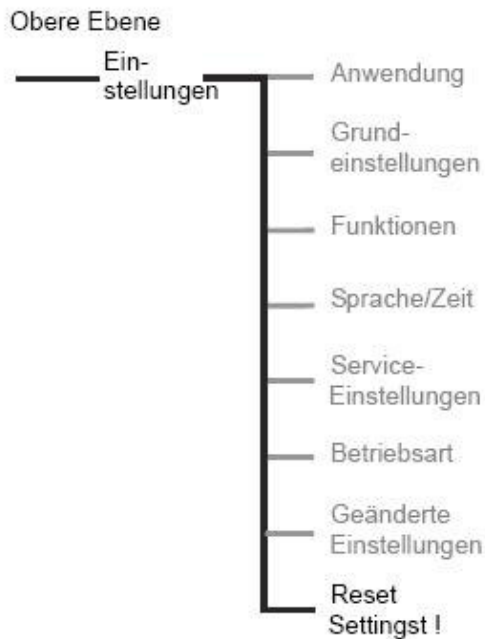 Obere Ebene
Ein-
stellungen
Anwendung
Grund-
einstellungen
Funktionen
Sprache/Zeit
Service-
Einstellungen
Betriebsart
Geänderte
Einstellungen
Reset
Settingst !